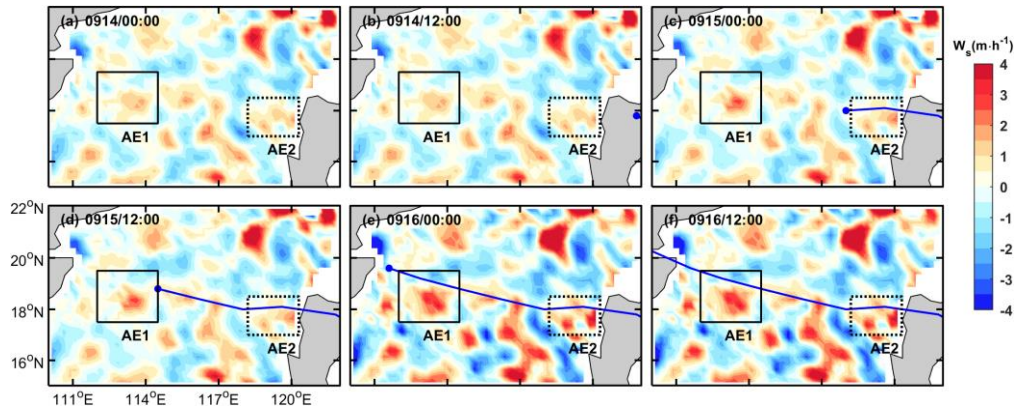 (a) 0914/00:00
AE1
AE2
(b) 0914/12:00
AE1
AE2
(c) 0915/00:00
AE1
AE2
Wₛ(m·h⁻¹)
4
3
2
1
0
-1
-2
-3
-4
22°N
20°N
18°N
16°N
(d) 0915/12:00
AE1
AE2
111°E
114°E
117°E
120°E
(e) 0916/00:00
AE1
AE2
(f) 0916/12:00
AE1
AE2